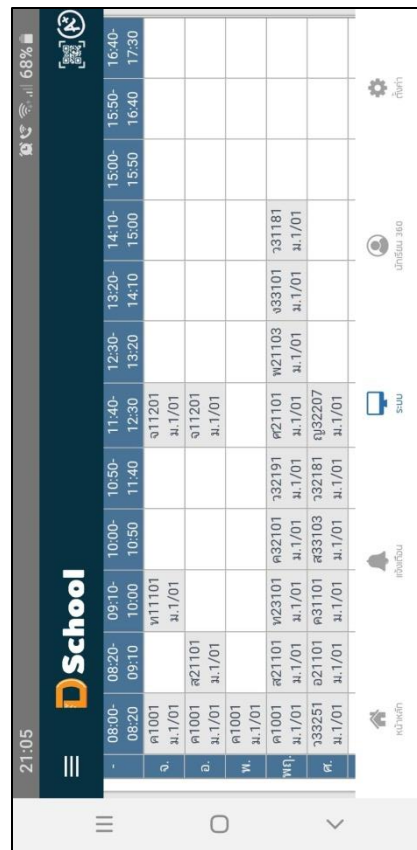 21:05
68%
DSchool
A+
- 08:00- 08:20- 09:10- 10:00- 10:50- 11:40- 12:30- 13:20- 14:10- 15:00- 15:50- 16:40-
08:20 09:10 10:00 10:50 11:40 12:30 13:20 14:10 15:00 15:50 16:40 17:30
จ. ค1001 ท11101 จ11201
ม.1/01 ม.1/01 ม.1/01
อ. ค1001 ส21101 จ11201
ม.1/01 ม.1/01 ม.1/01
พ. ค1001
ม.1/01
พฤ. ค1001 ส21101 ท23101 ค32101 ว32191 ศ21101 พ21103 ง33101 ว31181
ม.1/01 ม.1/01 ม.1/01 ม.1/01 ม.1/01 ม.1/01 ม.1/01 ม.1/01 ม.1/01
ศ. ว33251 อ21101 ค31101 ส33103 ว32181 ญ32207
ม.1/01 ม.1/01 ม.1/01 ม.1/01 ม.1/01 ม.1/01
หน้าหลัก แจ้งเตือน ระบบ นักเรียน 360 ตั้งค่า